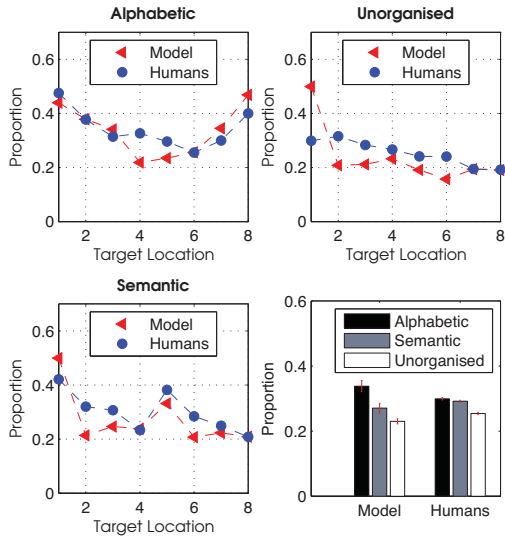 Alphabetic
0.6
0.4
0.2
0
Proportion
Model
Humans
2 4 6 8
Target Location
Unorganised
0.6
0.4
0.2
0
Proportion
Model
Humans
2 4 6 8
Target Location
Semantic
0.6
0.4
0.2
0
Proportion
Model
Humans
2 4 6 8
Target Location
0.6
0.3
0
Proportion
Alphabetic
Semantic
Unorganised
Model Humans